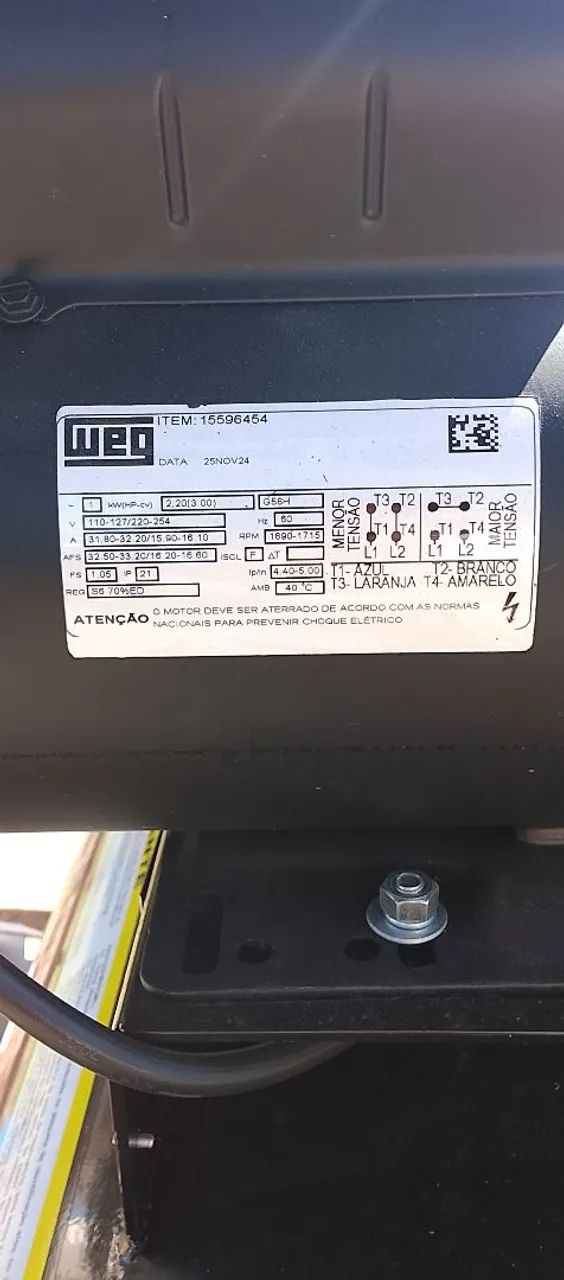 WEG
ITEM: 15596454
DATA 25NOV24
~ 1 KW(HP-cv) 2,20(3.00) G56H
V 110-127/220-254 Hz 60
A 31.80-32.20/15.90-16.10 RPM 1690-1715
AFS 32.50-33.20/16.20-16.60 ISCL F ΔT
FS 1.05 IP 21 Ip/In 4.40-5.00
REG S6 70%ED AMB 40 °C
MENOR TENSÃO
T3 T2
T1 T4
L1 L2
T3 T2
T1 T4
L1 L2
MAIOR TENSÃO
T1- AZUL T2- BRANCO
T3- LARANJA T4- AMARELO
ATENÇÃO O MOTOR DEVE SER ATERRADO DE ACORDO COM AS NORMAS
NACIONAIS PARA PREVENIR CHOQUE ELÉTRICO